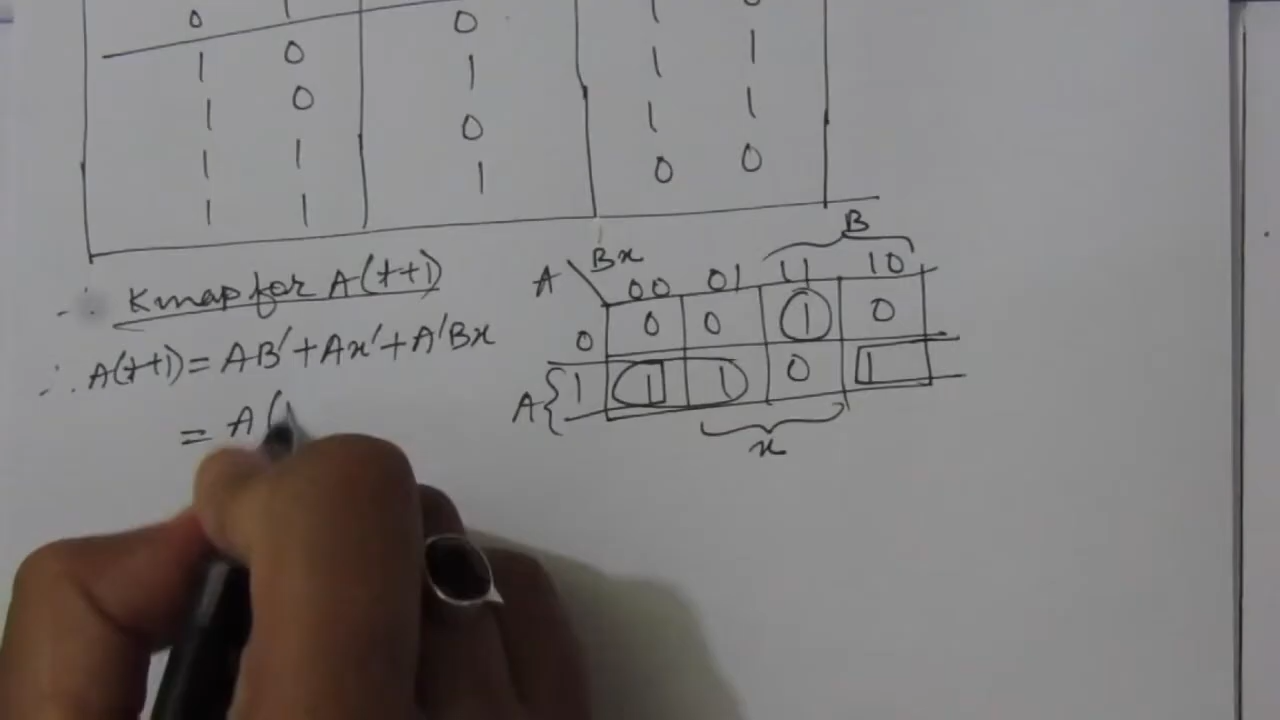 0 1 0 1 0
1 0 1 1 1
1 0 0 1 1
1 1 1 0 0
1 1
∴ Kmap for A(t+1)
∴ A(t+1) = AB' + Ax' + A'Bx
= A(
B
A Bx
00 01 11 10
0 0 0 1 0
A { 1 1 1 0 1
x